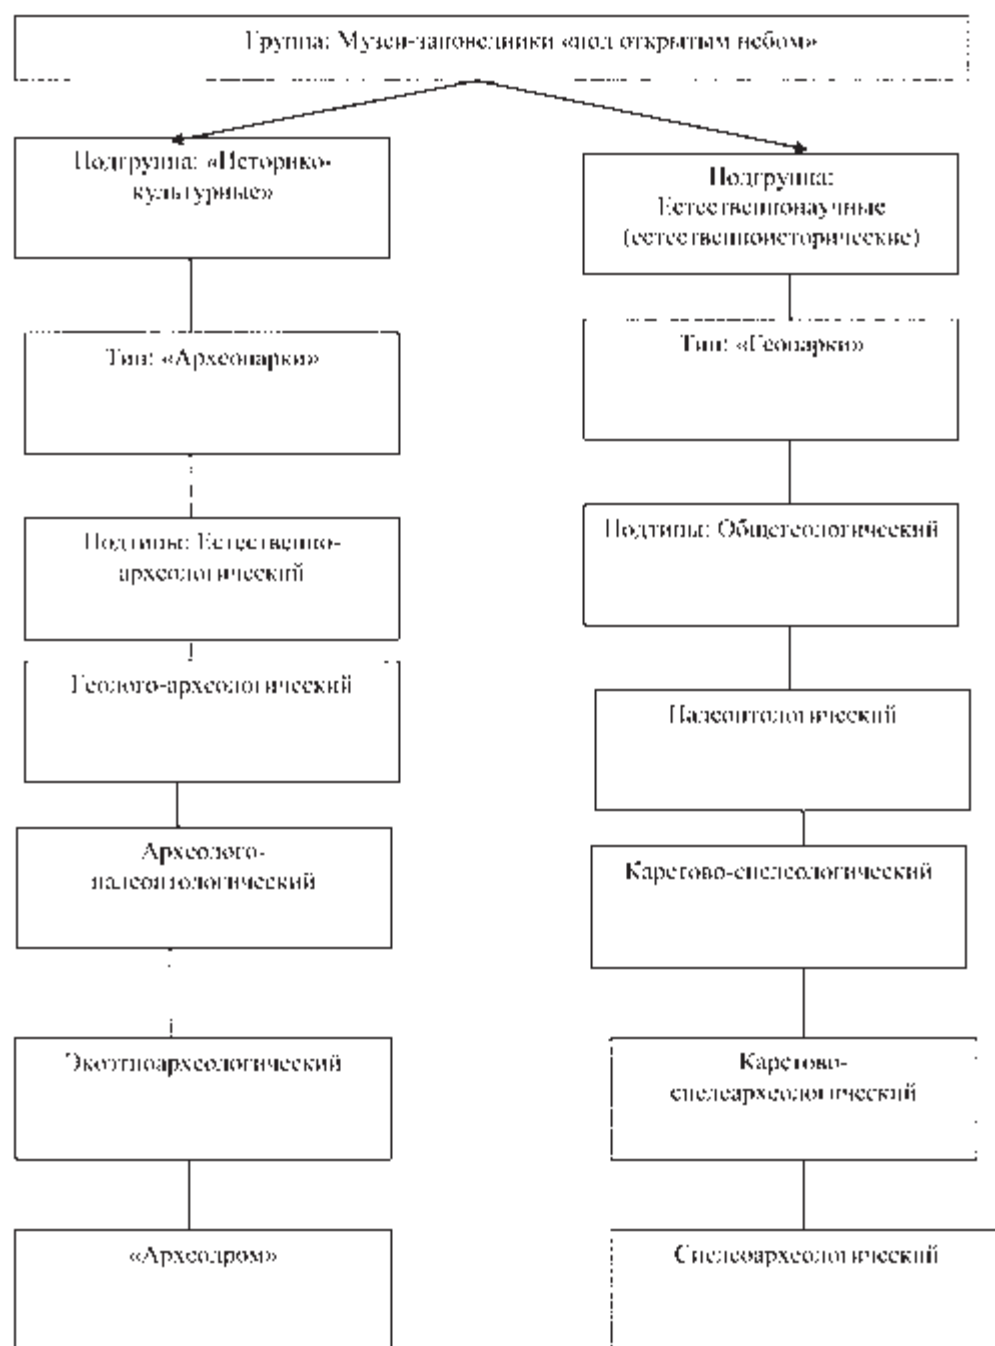 Группа: Музеи-заповедники «под открытым небом»
Подгруппа: «Историко-
культурные»
Подгруппа:
Естественнонаучные
(естественноисторические)
Тип: «Археопарки»
Тип: «Геопарки»
Подтипы: Естественно-
археологический
Подтипы: Общегеологический
Геолого-археологический
Палеонтологический
Археолого-
палеонтологический
Карстово-спелеологический
Экоэтноархеологический
Карстово-
спелеархеологический
«Археодром»
Спелеоархеологический